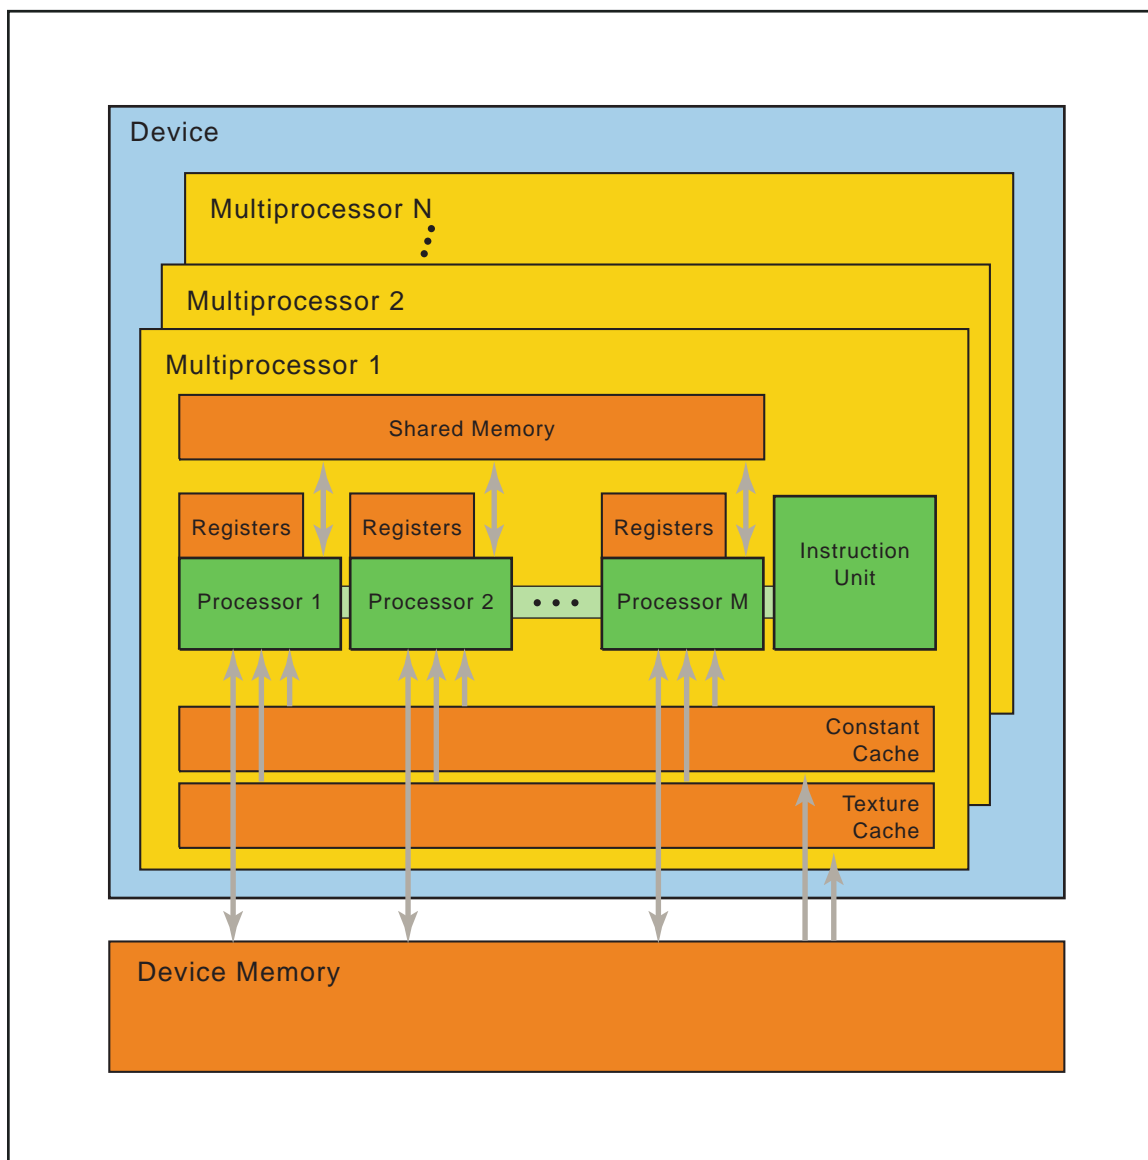 Device
Multiprocessor N
Multiprocessor 2
Multiprocessor 1
Shared Memory
Registers
Registers
Registers
Instruction
Unit
Processor 1
Processor 2
Processor M
Constant
Cache
Texture
Cache
Device Memory